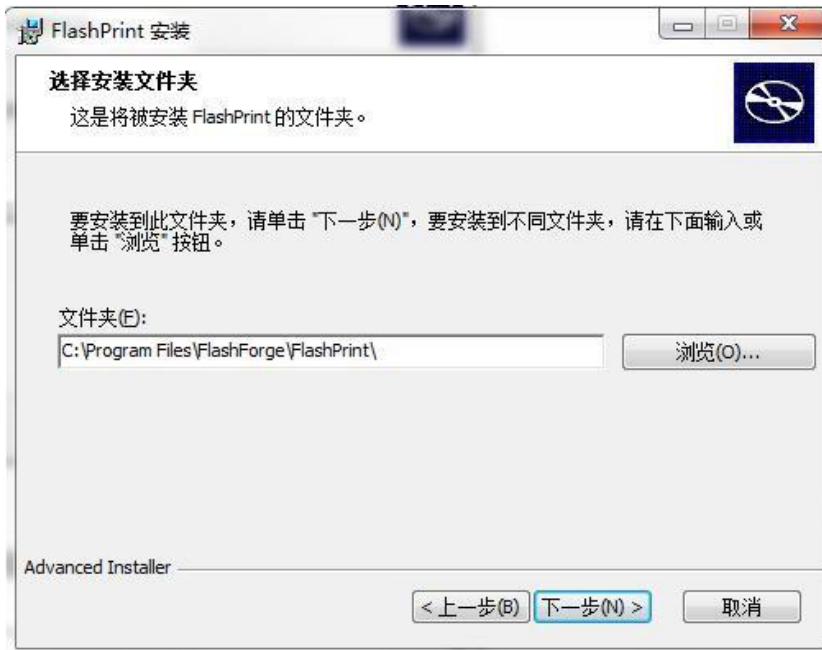 FlashPrint 安装
选择安装文件夹
这是将被安装 FlashPrint 的文件夹。
要安装到此文件夹，请单击 "下一步(N)"，要安装到不同文件夹，请在下面输入或
单击 "浏览" 按钮。
文件夹(F):
C:\Program Files\FlashForge\FlashPrint\
浏览(O)...
Advanced Installer
< 上一步(B)
下一步(N) >
取消